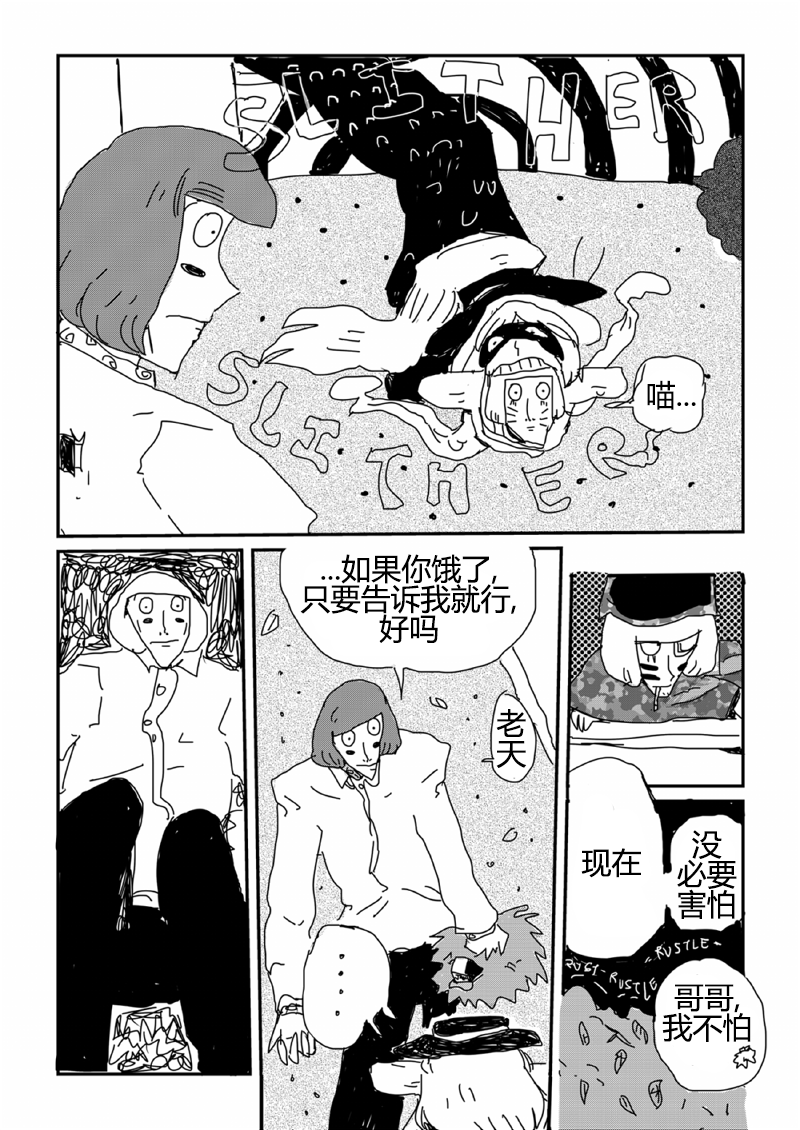 SLITHER
SLITHER
喵...
...如果你饿了,
只要告诉我就行,
好吗
老天
....
现在
没
必要
害怕
RUSTLE
RUSTLE
哥哥,
我不怕